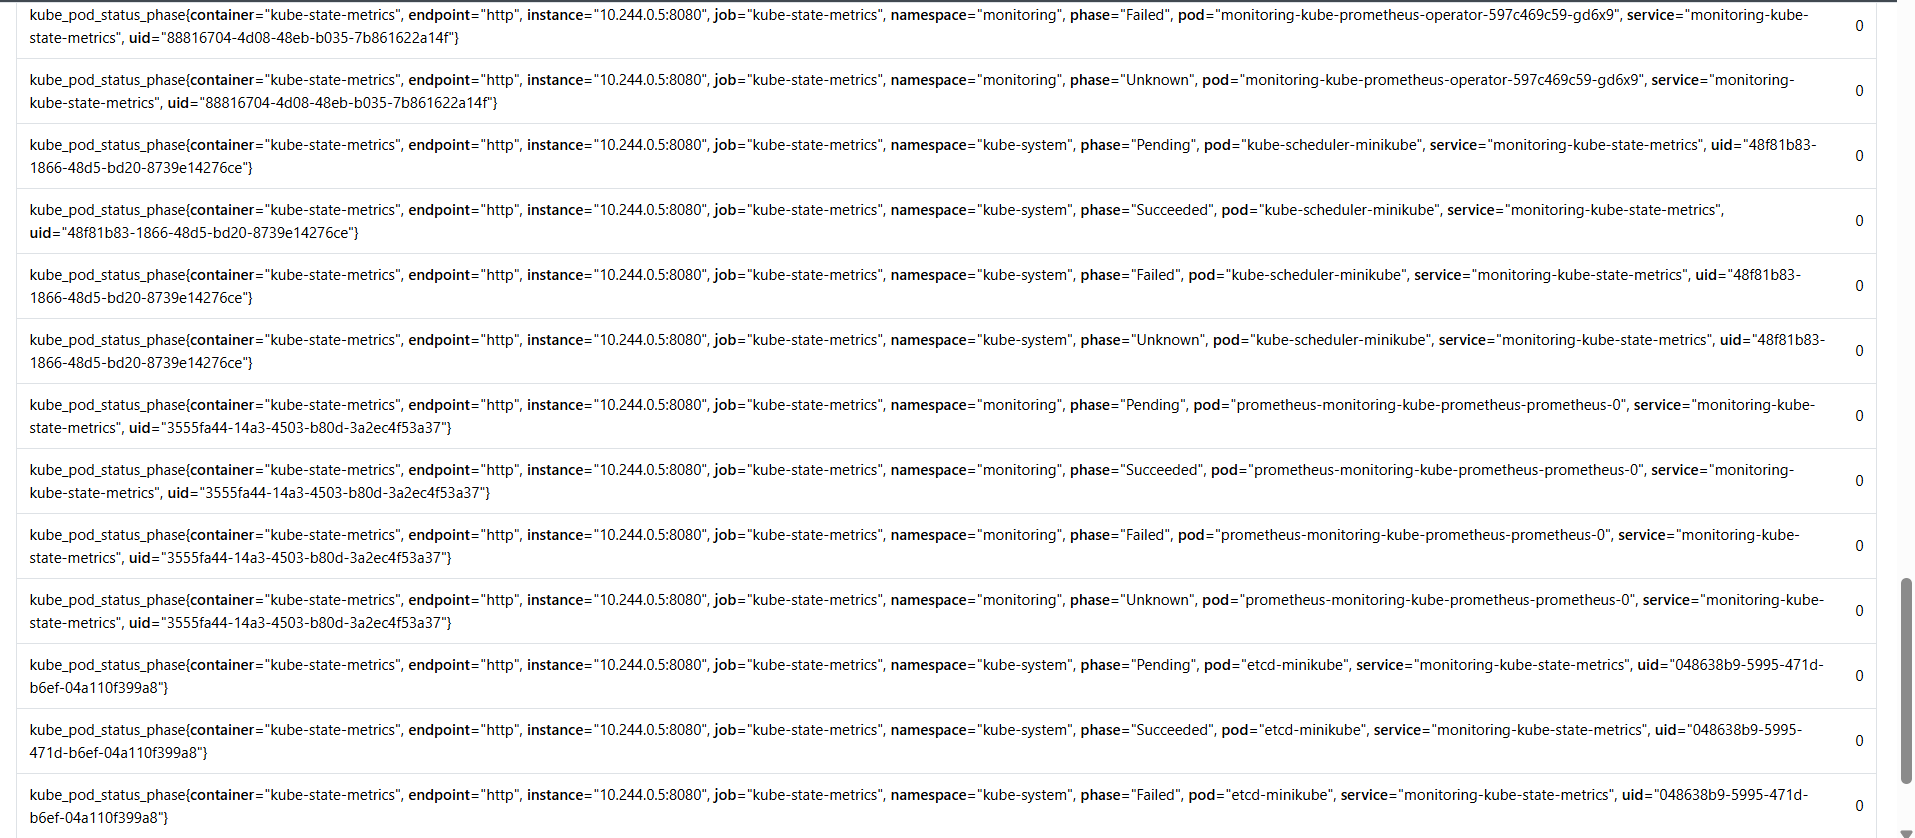 kube_pod_status_phase{container="kube-state-metrics", endpoint="http", instance="10.244.0.5:8080", job="kube-state-metrics", namespace="monitoring", phase="Failed", pod="monitoring-kube-prometheus-operator-597c469c59-gd6x9", service="monitoring-kube-
state-metrics", uid="88816704-4d08-48eb-b035-7b861622a14f"}
0
kube_pod_status_phase{container="kube-state-metrics", endpoint="http", instance="10.244.0.5:8080", job="kube-state-metrics", namespace="monitoring", phase="Unknown", pod="monitoring-kube-prometheus-operator-597c469c59-gd6x9", service="monitoring-
kube-state-metrics", uid="88816704-4d08-48eb-b035-7b861622a14f"}
0
kube_pod_status_phase{container="kube-state-metrics", endpoint="http", instance="10.244.0.5:8080", job="kube-state-metrics", namespace="kube-system", phase="Pending", pod="kube-scheduler-minikube", service="monitoring-kube-state-metrics", uid="48f81b83-
1866-48d5-bd20-8739e14276ce"}
0
kube_pod_status_phase{container="kube-state-metrics", endpoint="http", instance="10.244.0.5:8080", job="kube-state-metrics", namespace="kube-system", phase="Succeeded", pod="kube-scheduler-minikube", service="monitoring-kube-state-metrics",
uid="48f81b83-1866-48d5-bd20-8739e14276ce"}
0
kube_pod_status_phase{container="kube-state-metrics", endpoint="http", instance="10.244.0.5:8080", job="kube-state-metrics", namespace="kube-system", phase="Failed", pod="kube-scheduler-minikube", service="monitoring-kube-state-metrics", uid="48f81b83-
1866-48d5-bd20-8739e14276ce"}
0
kube_pod_status_phase{container="kube-state-metrics", endpoint="http", instance="10.244.0.5:8080", job="kube-state-metrics", namespace="kube-system", phase="Unknown", pod="kube-scheduler-minikube", service="monitoring-kube-state-metrics", uid="48f81b83-
1866-48d5-bd20-8739e14276ce"}
0
kube_pod_status_phase{container="kube-state-metrics", endpoint="http", instance="10.244.0.5:8080", job="kube-state-metrics", namespace="monitoring", phase="Pending", pod="prometheus-monitoring-kube-prometheus-prometheus-0", service="monitoring-kube-
state-metrics", uid="3555fa44-14a3-4503-b80d-3a2ec4f53a37"}
0
kube_pod_status_phase{container="kube-state-metrics", endpoint="http", instance="10.244.0.5:8080", job="kube-state-metrics", namespace="monitoring", phase="Succeeded", pod="prometheus-monitoring-kube-prometheus-prometheus-0", service="monitoring-
kube-state-metrics", uid="3555fa44-14a3-4503-b80d-3a2ec4f53a37"}
0
kube_pod_status_phase{container="kube-state-metrics", endpoint="http", instance="10.244.0.5:8080", job="kube-state-metrics", namespace="monitoring", phase="Failed", pod="prometheus-monitoring-kube-prometheus-prometheus-0", service="monitoring-kube-
state-metrics", uid="3555fa44-14a3-4503-b80d-3a2ec4f53a37"}
0
kube_pod_status_phase{container="kube-state-metrics", endpoint="http", instance="10.244.0.5:8080", job="kube-state-metrics", namespace="monitoring", phase="Unknown", pod="prometheus-monitoring-kube-prometheus-prometheus-0", service="monitoring-kube-
state-metrics", uid="3555fa44-14a3-4503-b80d-3a2ec4f53a37"}
0
kube_pod_status_phase{container="kube-state-metrics", endpoint="http", instance="10.244.0.5:8080", job="kube-state-metrics", namespace="kube-system", phase="Pending", pod="etcd-minikube", service="monitoring-kube-state-metrics", uid="048638b9-5995-471d-
b6ef-04a110f399a8"}
0
kube_pod_status_phase{container="kube-state-metrics", endpoint="http", instance="10.244.0.5:8080", job="kube-state-metrics", namespace="kube-system", phase="Succeeded", pod="etcd-minikube", service="monitoring-kube-state-metrics", uid="048638b9-5995-
471d-b6ef-04a110f399a8"}
0
kube_pod_status_phase{container="kube-state-metrics", endpoint="http", instance="10.244.0.5:8080", job="kube-state-metrics", namespace="kube-system", phase="Failed", pod="etcd-minikube", service="monitoring-kube-state-metrics", uid="048638b9-5995-471d-
b6ef-04a110f399a8"}
0